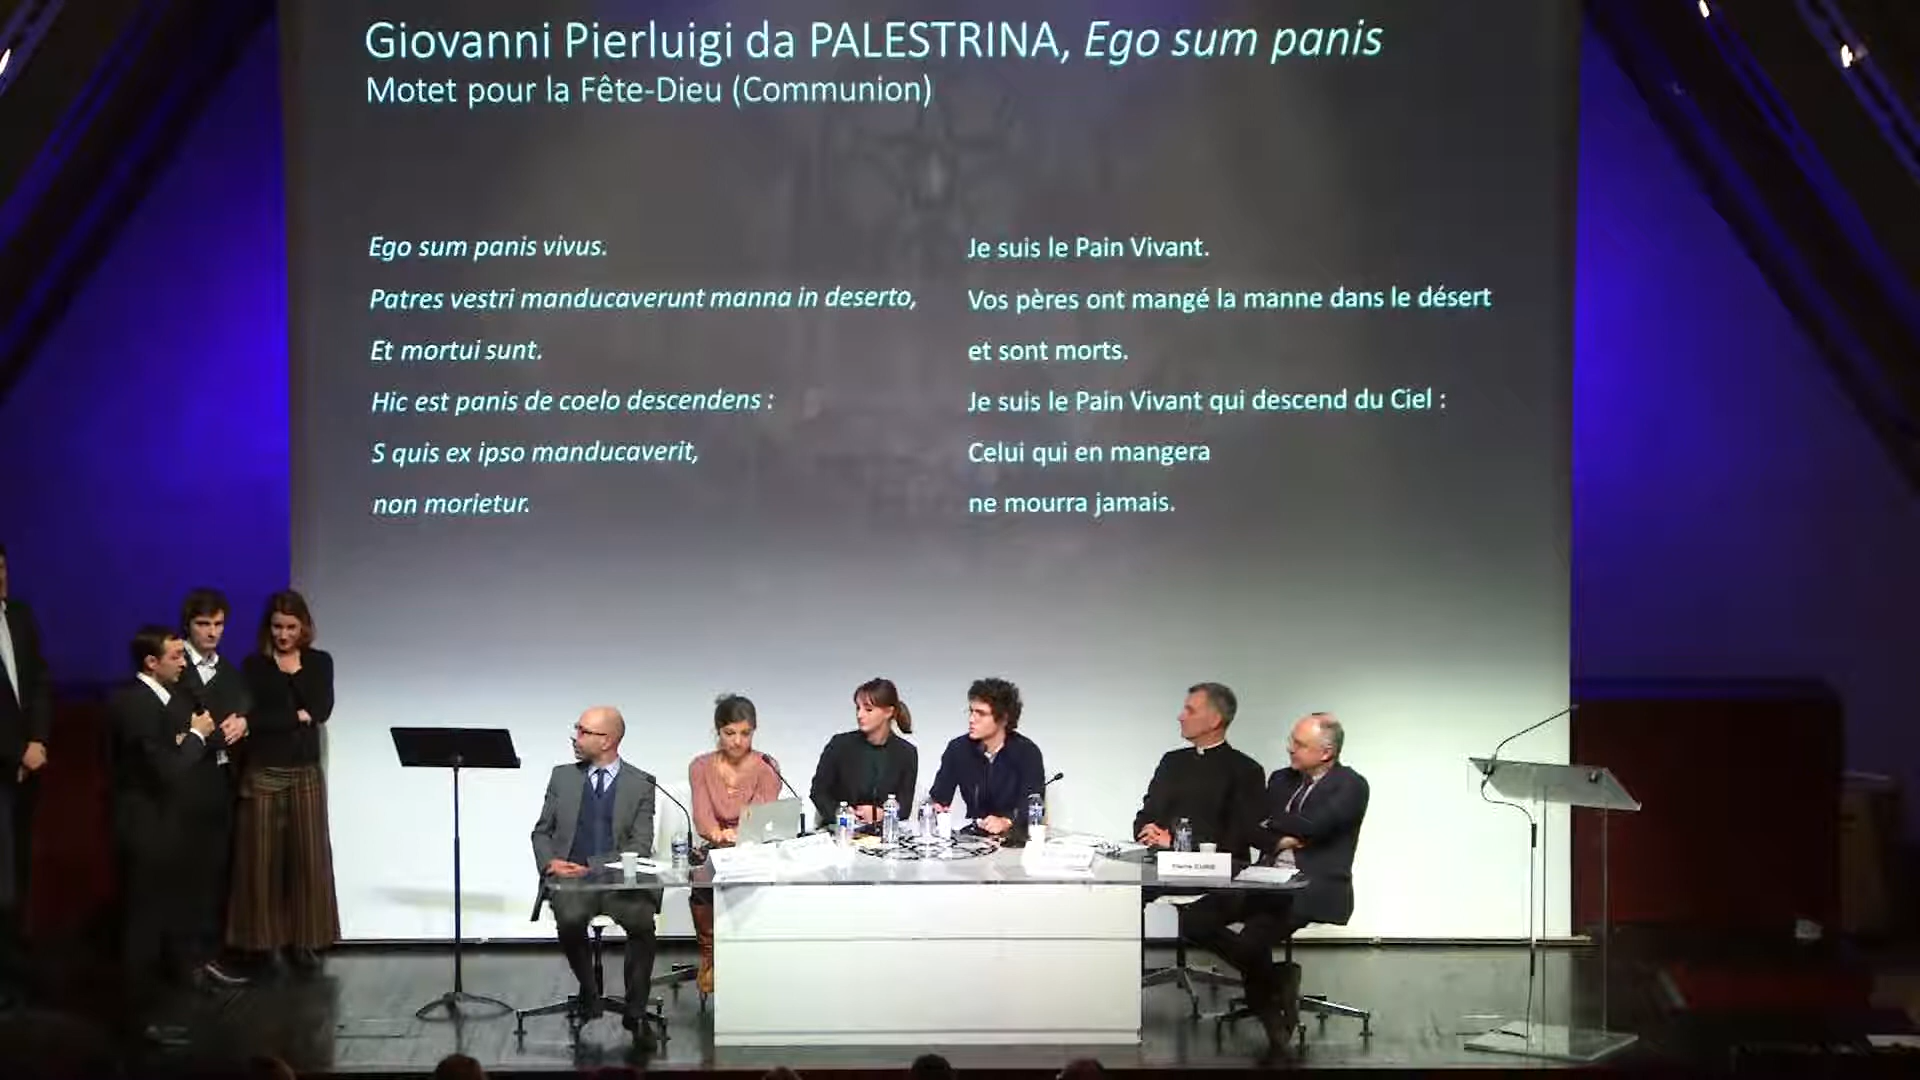 Giovanni Pierluigi da PALESTRINA, Ego sum panis
Motet pour la Fête-Dieu (Communion)
Ego sum panis vivus.
Patres vestri manducaverunt manna in deserto,
Et mortui sunt.
Hic est panis de coelo descendens :
S quis ex ipso manducaverit,
non morietur.
Je suis le Pain Vivant.
Vos pères ont mangé la manne dans le désert
et sont morts.
Je suis le Pain Vivant qui descend du Ciel :
Celui qui en mangera
ne mourra jamais.